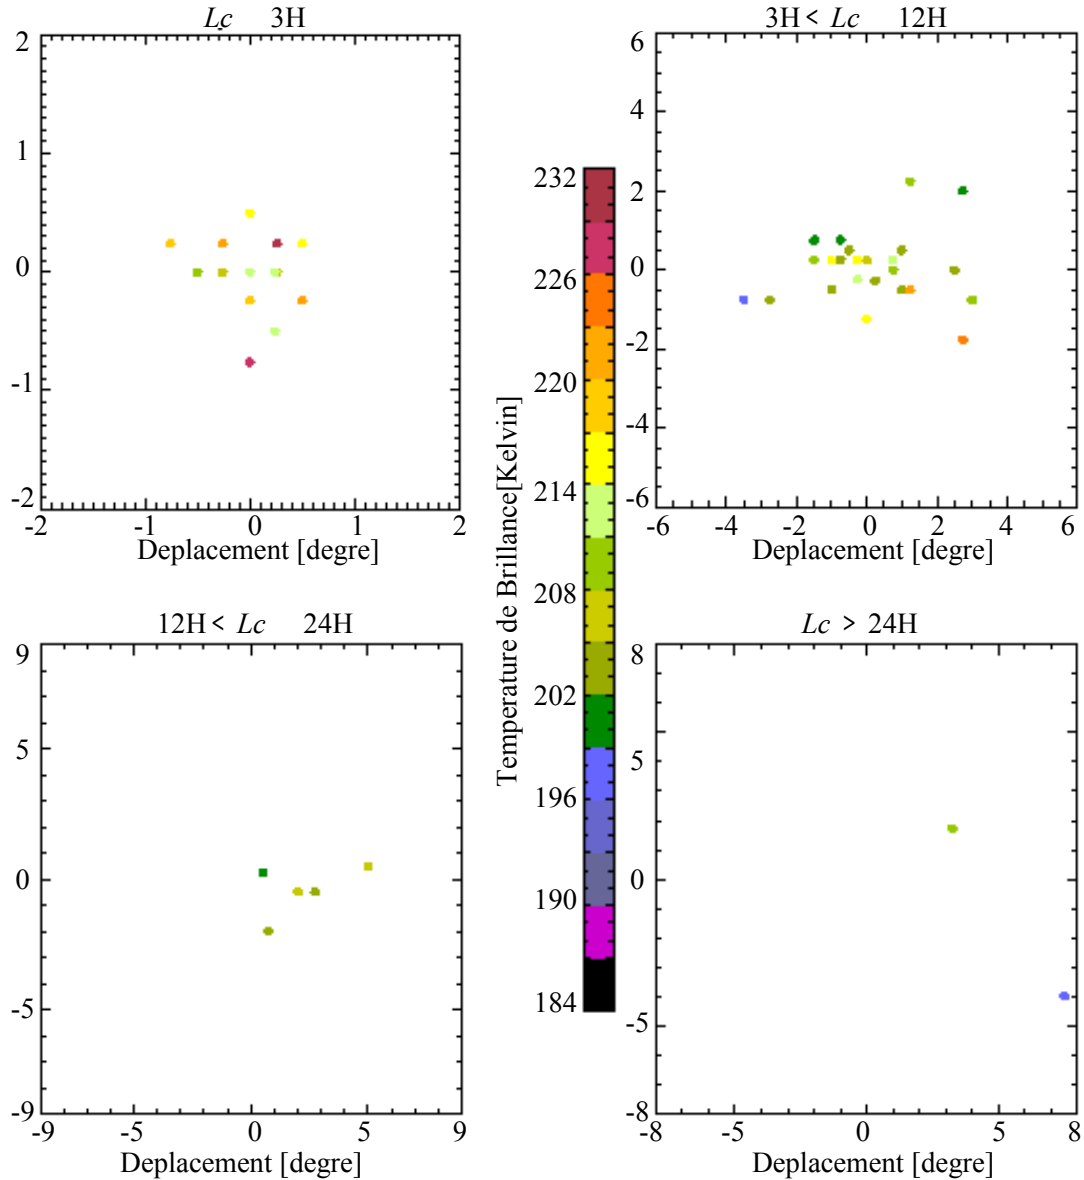 Lc 3H
2
1
0
-1
-2
-2 -1 0 1 2
Deplacement [degre]
3H < Lc 12H
6
4
2
0
-2
-4
-6
-6 -4 -2 0 2 4 6
Deplacement [degre]
Temperature de Brillance[Kelvin]
232
226
220
214
208
202
196
190
184
12H < Lc 24H
9
5
0
-5
-9
-9 -5 0 5 9
Deplacement [degre]
Lc > 24H
8
5
0
-5
-8
-8 -5 0 5 8
Deplacement [degre]